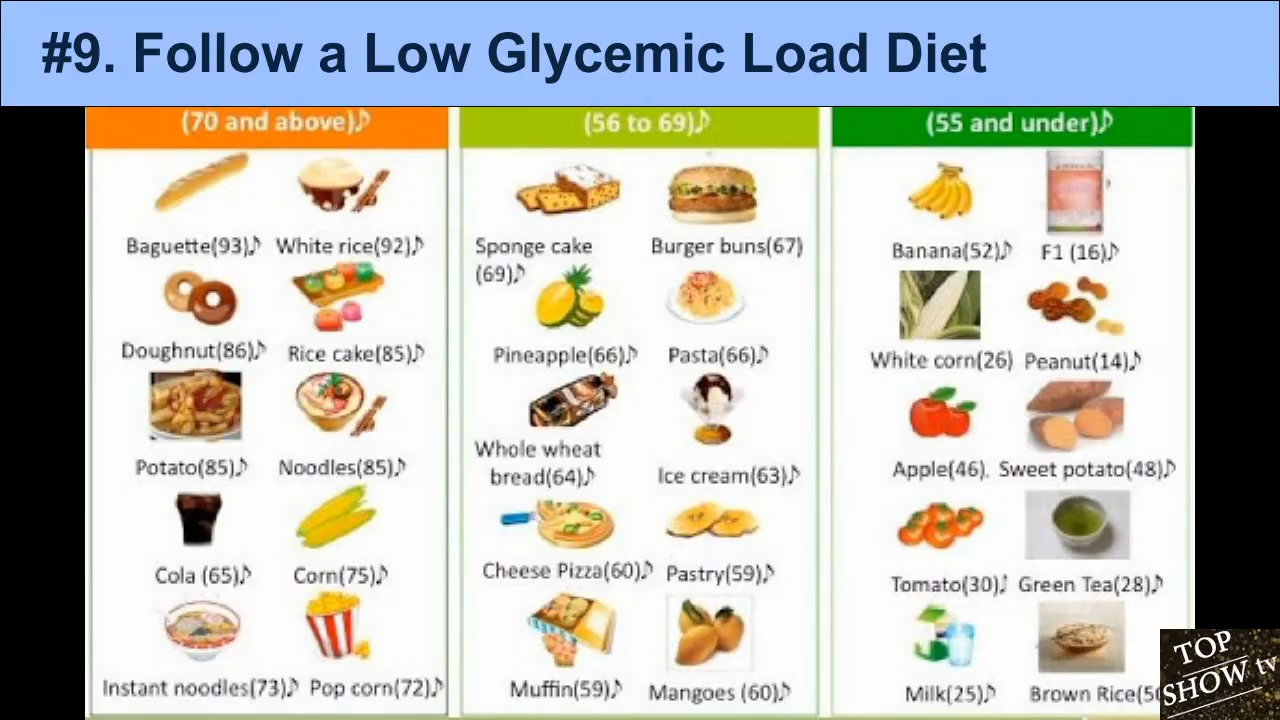 #9. Follow a Low Glycemic Load Diet
(70 and above)♪ (56 to 69)♪ (55 and under)♪
Baguette(93)♪ White rice(92)♪
Doughnut(86)♪ Rice cake(85)♪
Potato(85)♪ Noodles(85)♪
Cola (65)♪ Corn(75)♪
Instant noodles(73)♪ Pop corn(72)♪
Sponge cake Burger buns(67)
(69)♪
Pineapple(66)♪ Pasta(66)♪
Whole wheat
bread(64)♪ Ice cream(63)♪
Cheese Pizza(60)♪ Pastry(59)♪
Muffin(59)♪ Mangoes (60)♪
Banana(52)♪ F1 (16)♪
White corn(26) Peanut(14)♪
Apple(46). Sweet potato(48)♪
Tomato(30)♪ Green Tea(28)♪
Milk(25)♪ Brown Rice(5
TOP
SHOW tv